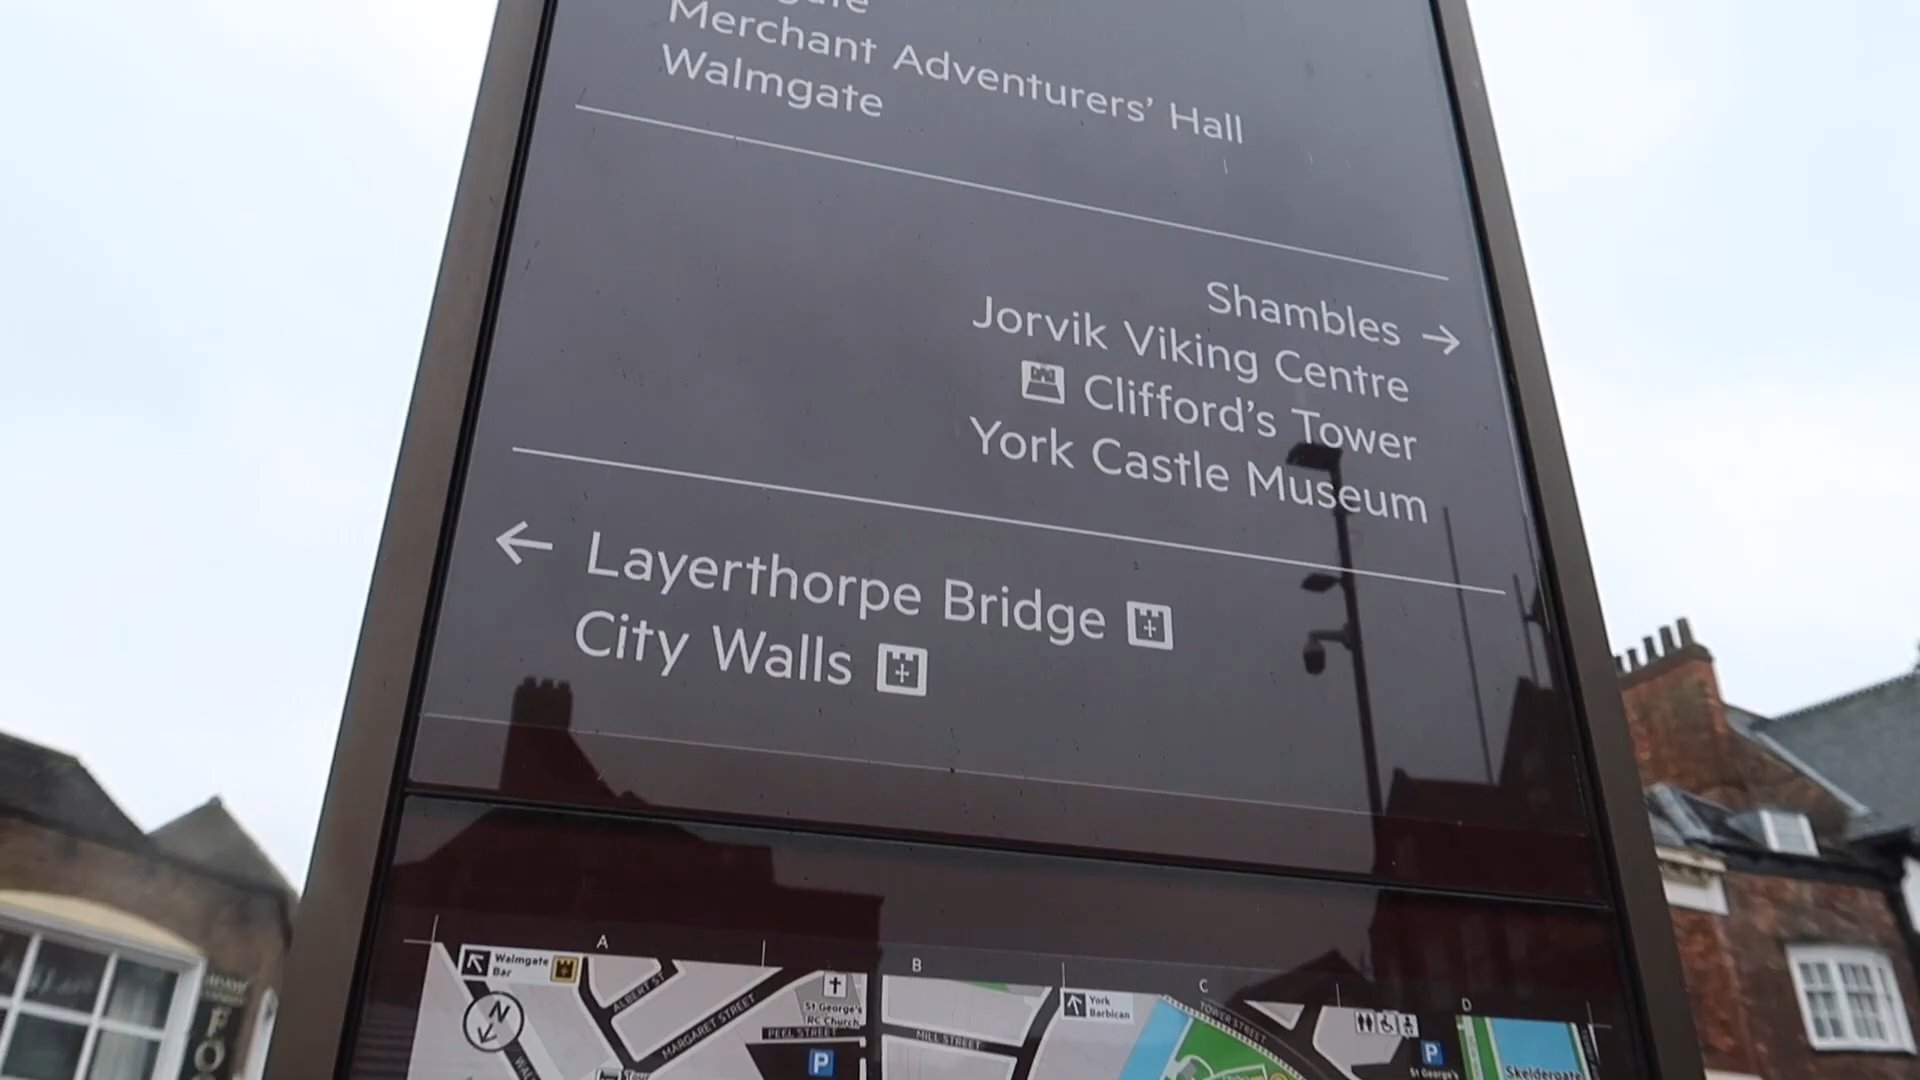 Merchant Adventurers' Hall
Walmgate
Shambles →
Jorvik Viking Centre
Clifford's Tower
York Castle Museum
← Layerthorpe Bridge
City Walls
A
B
C
D
Walmgate
Bar
N
ALBERT ST
MARGARET STREET
St George's
RC Church
PEEL STREET
P
MILL STREET
York
Barbican
TOWER STREET
P
St George's
Skeldergate